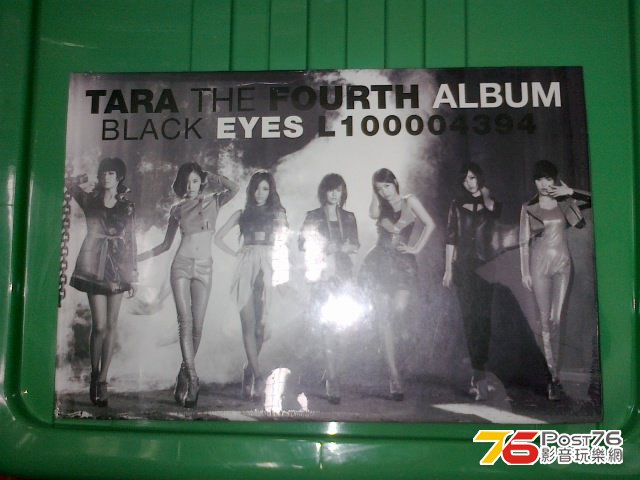 TARA THE FOURTH ALBUM
BLACK EYES L100004394
76 Post76
影音玩樂網